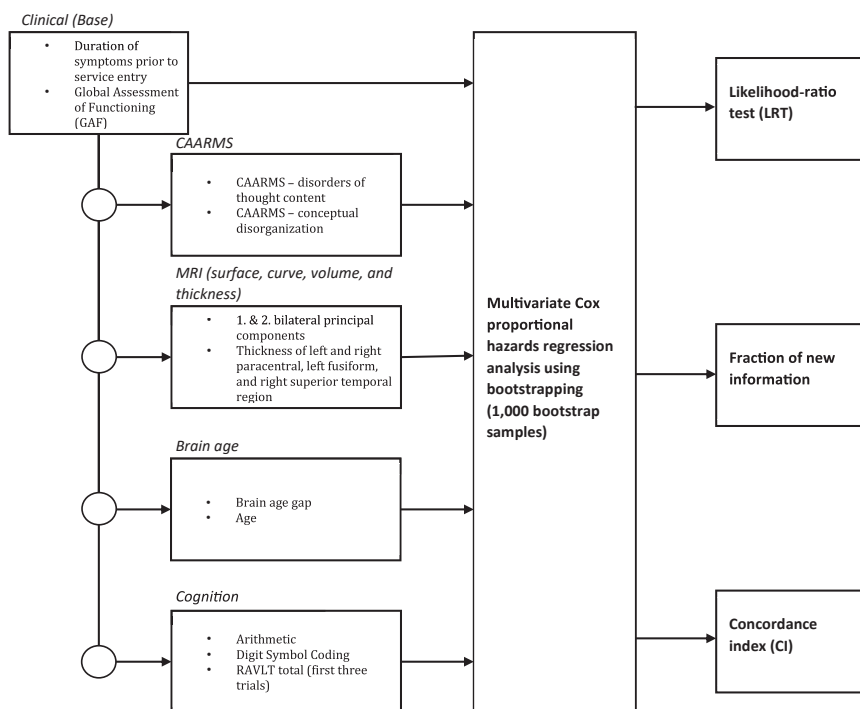 Clinical (Base)
• Duration of
symptoms prior to
service entry
• Global Assessment
of Functioning
(GAF)
CAARMS
• CAARMS – disorders of
thought content
• CAARMS – conceptual
disorganization
MRI (surface, curve, volume, and
thickness)
• 1. & 2. bilateral principal
components
• Thickness of left and right
paracentral, left fusiform,
and right superior temporal
region
Brain age
• Brain age gap
• Age
Cognition
• Arithmetic
• Digit Symbol Coding
• RAVLT total (first three
trials)
Multivariate Cox
proportional
hazards regression
analysis using
bootstrapping
(1,000 bootstrap
samples)
Likelihood-ratio
test (LRT)
Fraction of new
information
Concordance
index (CI)